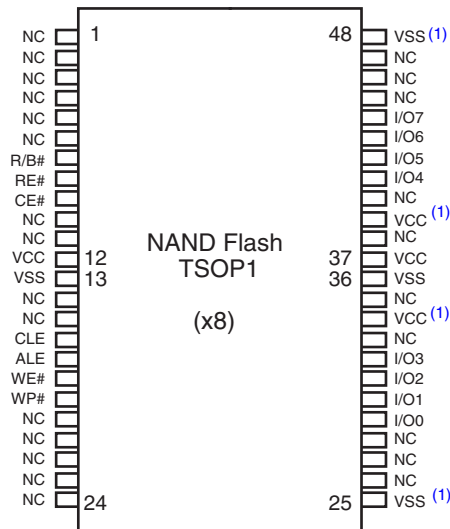 NC 1 48 VSS (1)
NC NC
NC NC
NC NC
NC I/O7
NC I/O6
R/B# I/O5
RE# I/O4
CE# NC
NC VCC (1)
NC NC
VCC 12 NAND Flash 37 VCC
VSS 13 TSOP1 36 VSS
NC NC
NC (x8) VCC (1)
CLE NC
ALE I/O3
WE# I/O2
WP# I/O1
NC I/O0
NC NC
NC NC
NC NC
NC 24 25 VSS (1)